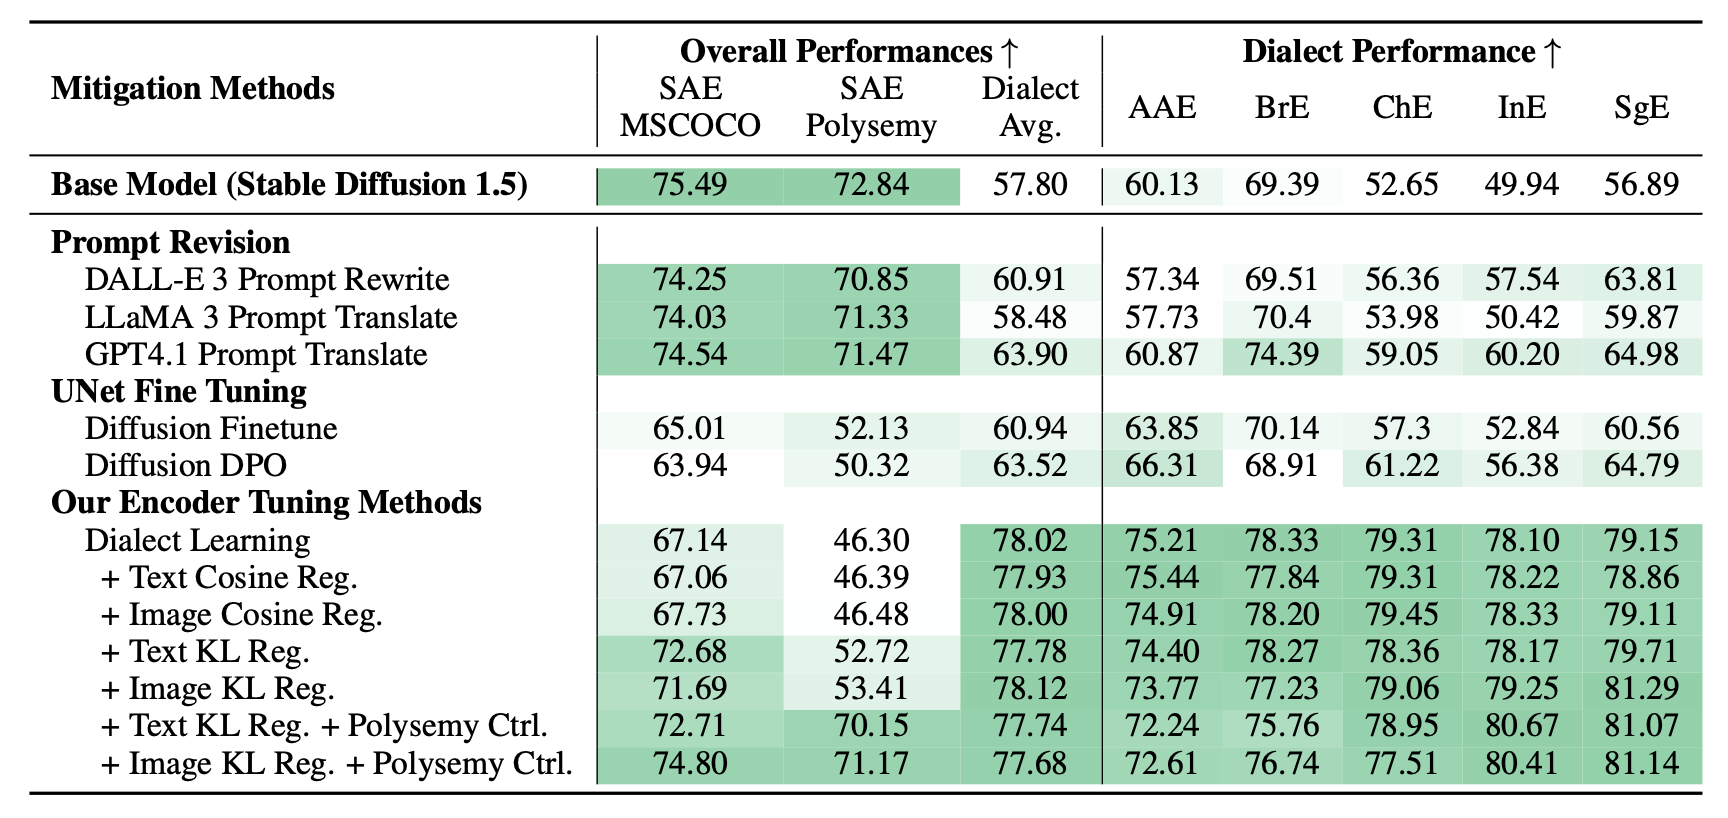 Mitigation Methods | Overall Performances ↑ | Dialect Performance ↑
SAE MSCOCO | SAE Polysemy | Dialect Avg. | AAE | BrE | ChE | InE | SgE
Base Model (Stable Diffusion 1.5) 75.49 72.84 57.80 60.13 69.39 52.65 49.94 56.89
Prompt Revision
DALL-E 3 Prompt Rewrite 74.25 70.85 60.91 57.34 69.51 56.36 57.54 63.81
LLaMA 3 Prompt Translate 74.03 71.33 58.48 57.73 70.4 53.98 50.42 59.87
GPT4.1 Prompt Translate 74.54 71.47 63.90 60.87 74.39 59.05 60.20 64.98
UNet Fine Tuning
Diffusion Finetune 65.01 52.13 60.94 63.85 70.14 57.3 52.84 60.56
Diffusion DPO 63.94 50.32 63.52 66.31 68.91 61.22 56.38 64.79
Our Encoder Tuning Methods
Dialect Learning 67.14 46.30 78.02 75.21 78.33 79.31 78.10 79.15
+ Text Cosine Reg. 67.06 46.39 77.93 75.44 77.84 79.31 78.22 78.86
+ Image Cosine Reg. 67.73 46.48 78.00 74.91 78.20 79.45 78.33 79.11
+ Text KL Reg. 72.68 52.72 77.78 74.40 78.27 78.36 78.17 79.71
+ Image KL Reg. 71.69 53.41 78.12 73.77 77.23 79.06 79.25 81.29
+ Text KL Reg. + Polysemy Ctrl. 72.71 70.15 77.74 72.24 75.76 78.95 80.67 81.07
+ Image KL Reg. + Polysemy Ctrl. 74.80 71.17 77.68 72.61 76.74 77.51 80.41 81.14